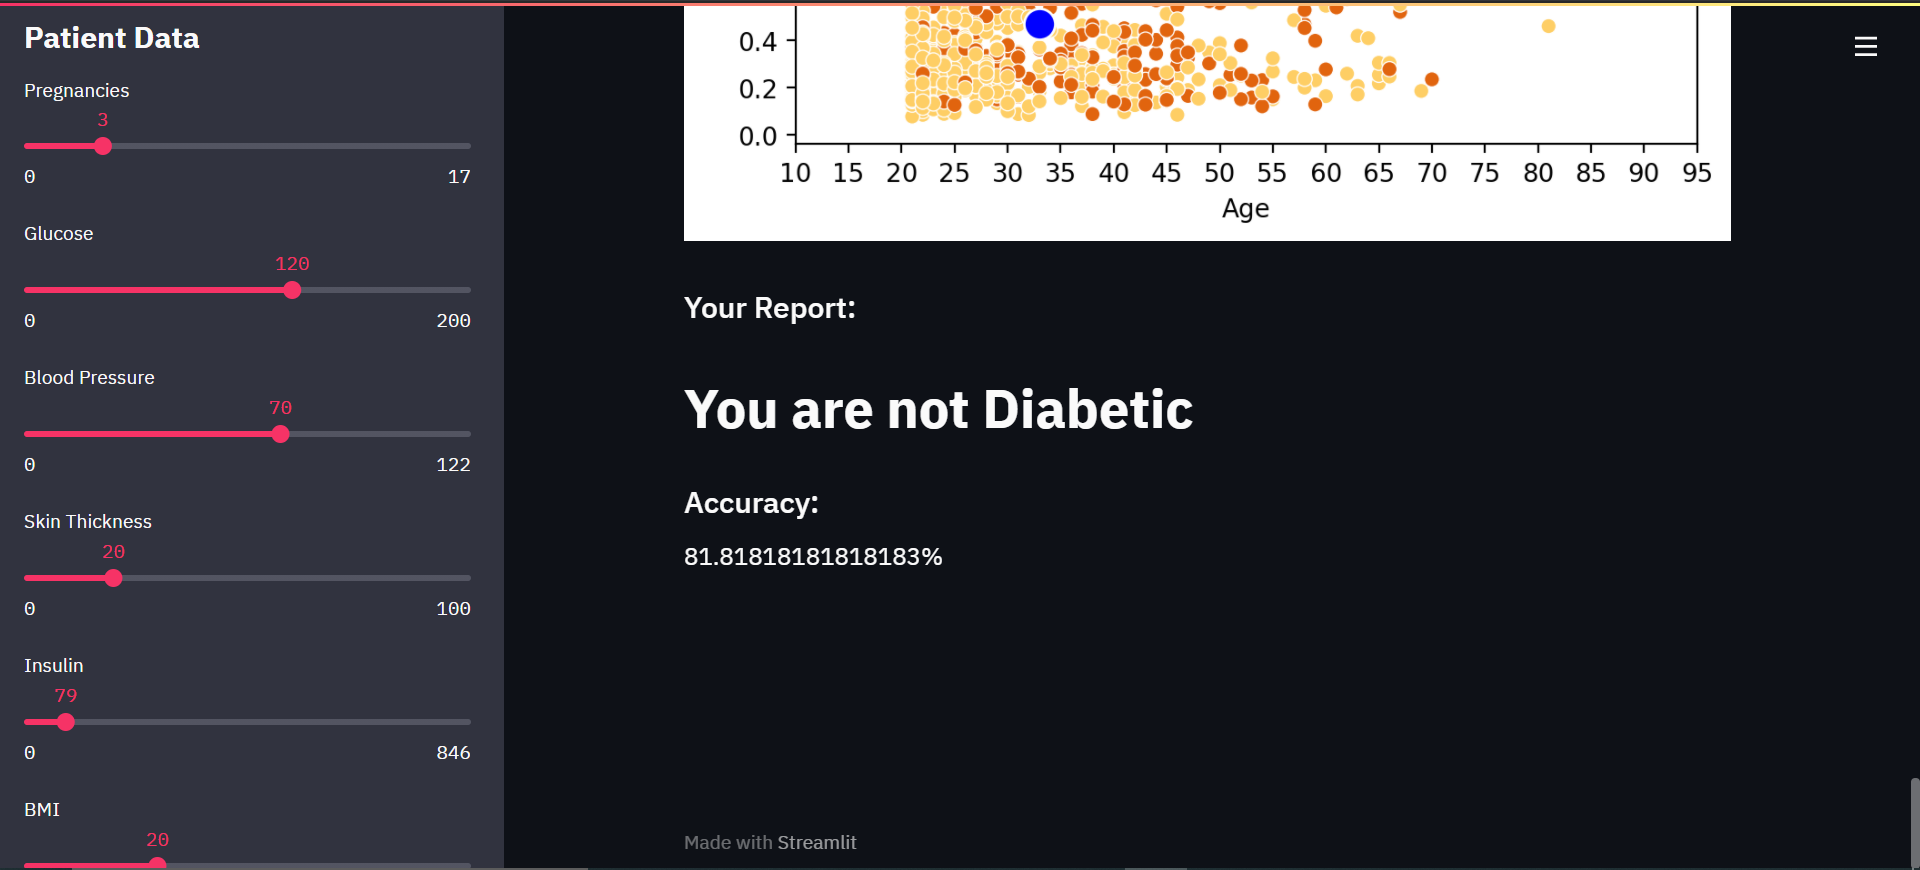 Patient Data
Pregnancies
3
0 17
Glucose
120
0 200
Blood Pressure
70
0 122
Skin Thickness
20
0 100
Insulin
79
0 846
BMI
20
0.4
0.2
0.0
10 15 20 25 30 35 40 45 50 55 60 65 70 75 80 85 90 95
Age
Your Report:
You are not Diabetic
Accuracy:
81.81818181818183%
Made with Streamlit